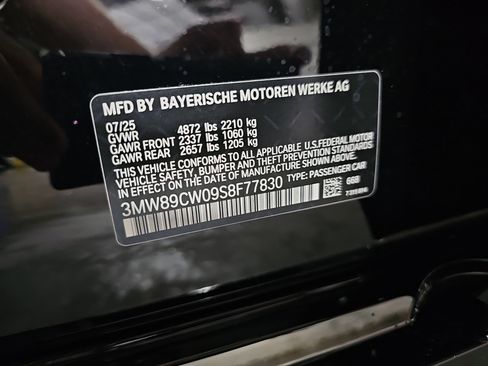 MFD BY BAYERISCHE MOTOREN WERKE AG
07/25
GVWR 4872 lbs 2210 kg
GAWR FRONT 2337 lbs 1060 kg
GAWR REAR 2657 lbs 1205 kg
THIS VEHICLE CONFORMS TO ALL APPLICABLE U.S.FEDERAL MOTOR
VEHICLE SAFETY, BUMPER, AND THEFT PREVENTION STANDARDS
IN EFFECT ON THE DATE OF MANUFACTURE SHOWN ABOVE.
3MW89CW09S8F77830 TYPE: PASSENGER CAR
668